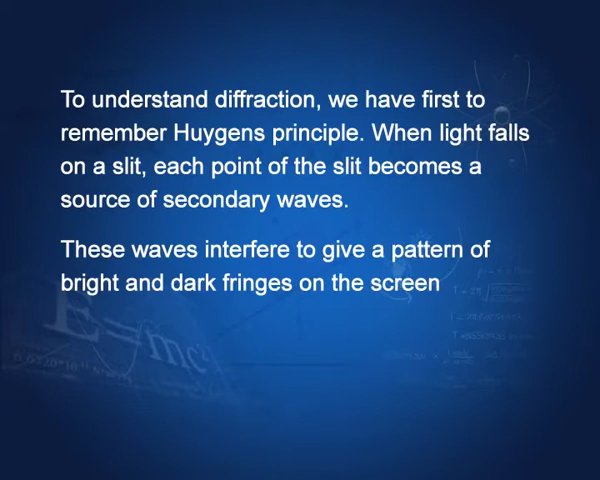 To understand diffraction, we have first to
remember Huygens principle. When light falls
on a slit, each point of the slit becomes a
source of secondary waves.
These waves interfere to give a pattern of
bright and dark fringes on the screen
E=mc²